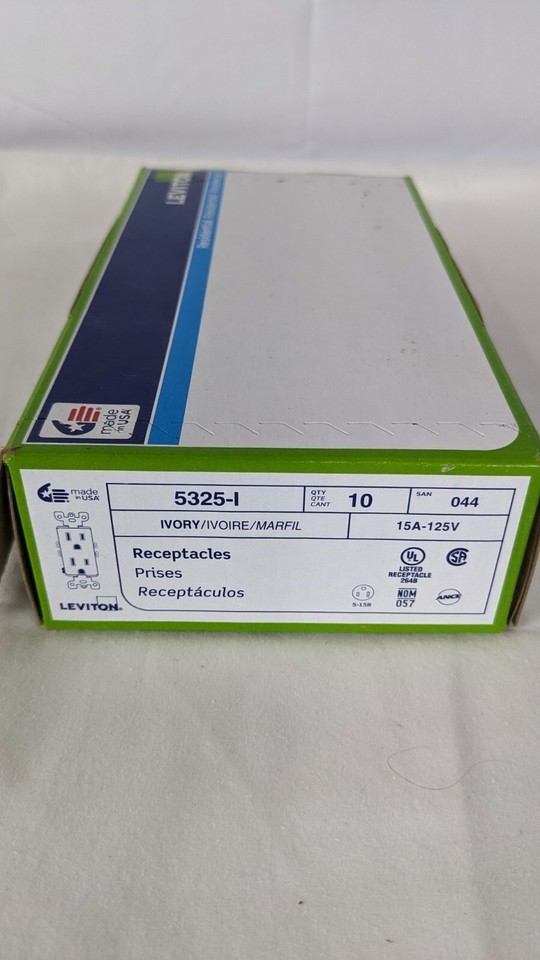 LEVITON
Residential
made
in USA
made
in USA
5325-I
QTY
QTE
CANT
10
SAN
044
IVORY/IVOIRE/MARFIL
15A-125V
Receptacles
Prises
Receptáculos
UL
LISTED
RECEPTACLE
264B
5-15R
NOM
057
ANCE
LEVITON